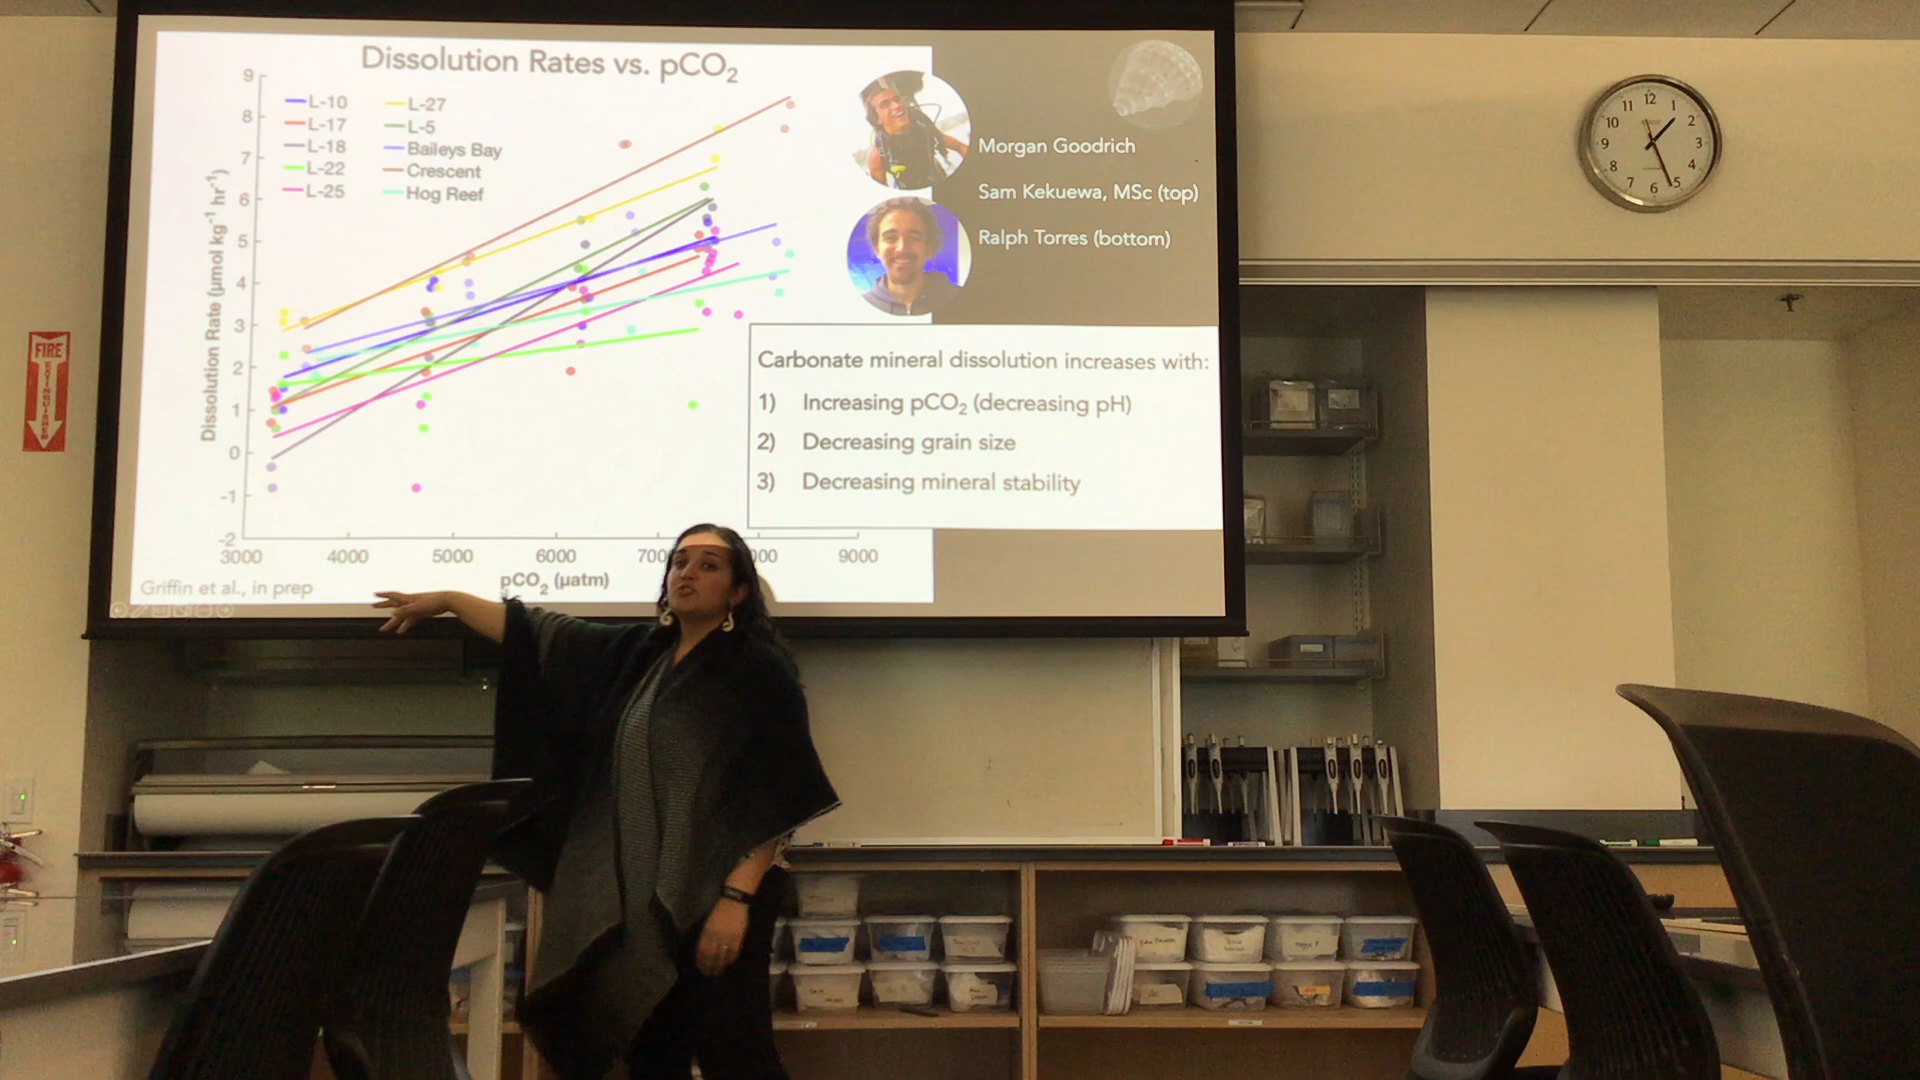 Dissolution Rates vs. pCO₂
9
8
7
6
5
4
3
2
1
0
-1
-2
Dissolution Rate (µmol kg⁻¹ hr⁻¹)
L-10
L-17
L-18
L-22
L-25
L-27
L-5
Baileys Bay
Crescent
Hog Reef
3000 4000 5000 6000 9000
pCO₂ (µatm)
Griffin et al., in prep
Morgan Goodrich
Sam Kekuewa, MSc (top)
Ralph Torres (bottom)
Carbonate mineral dissolution increases with:
1) Increasing pCO₂ (decreasing pH)
2) Decreasing grain size
3) Decreasing mineral stability
FIRE
EXTINGUISHER
12
1
2
3
4
5
6
7
8
9
10
11